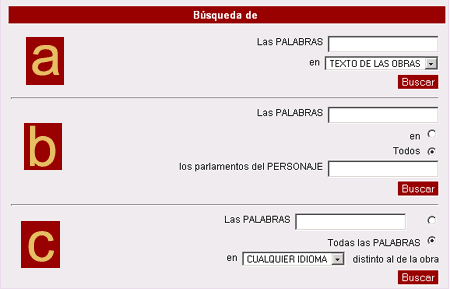 Búsqueda de
a
Las PALABRAS
en TEXTO DE LAS OBRAS
Buscar
b
Las PALABRAS
en
Todos
los parlamentos del PERSONAJE
Buscar
c
Las PALABRAS
Todas las PALABRAS
en CUALQUIER IDIOMA distinto al de la obra
Buscar